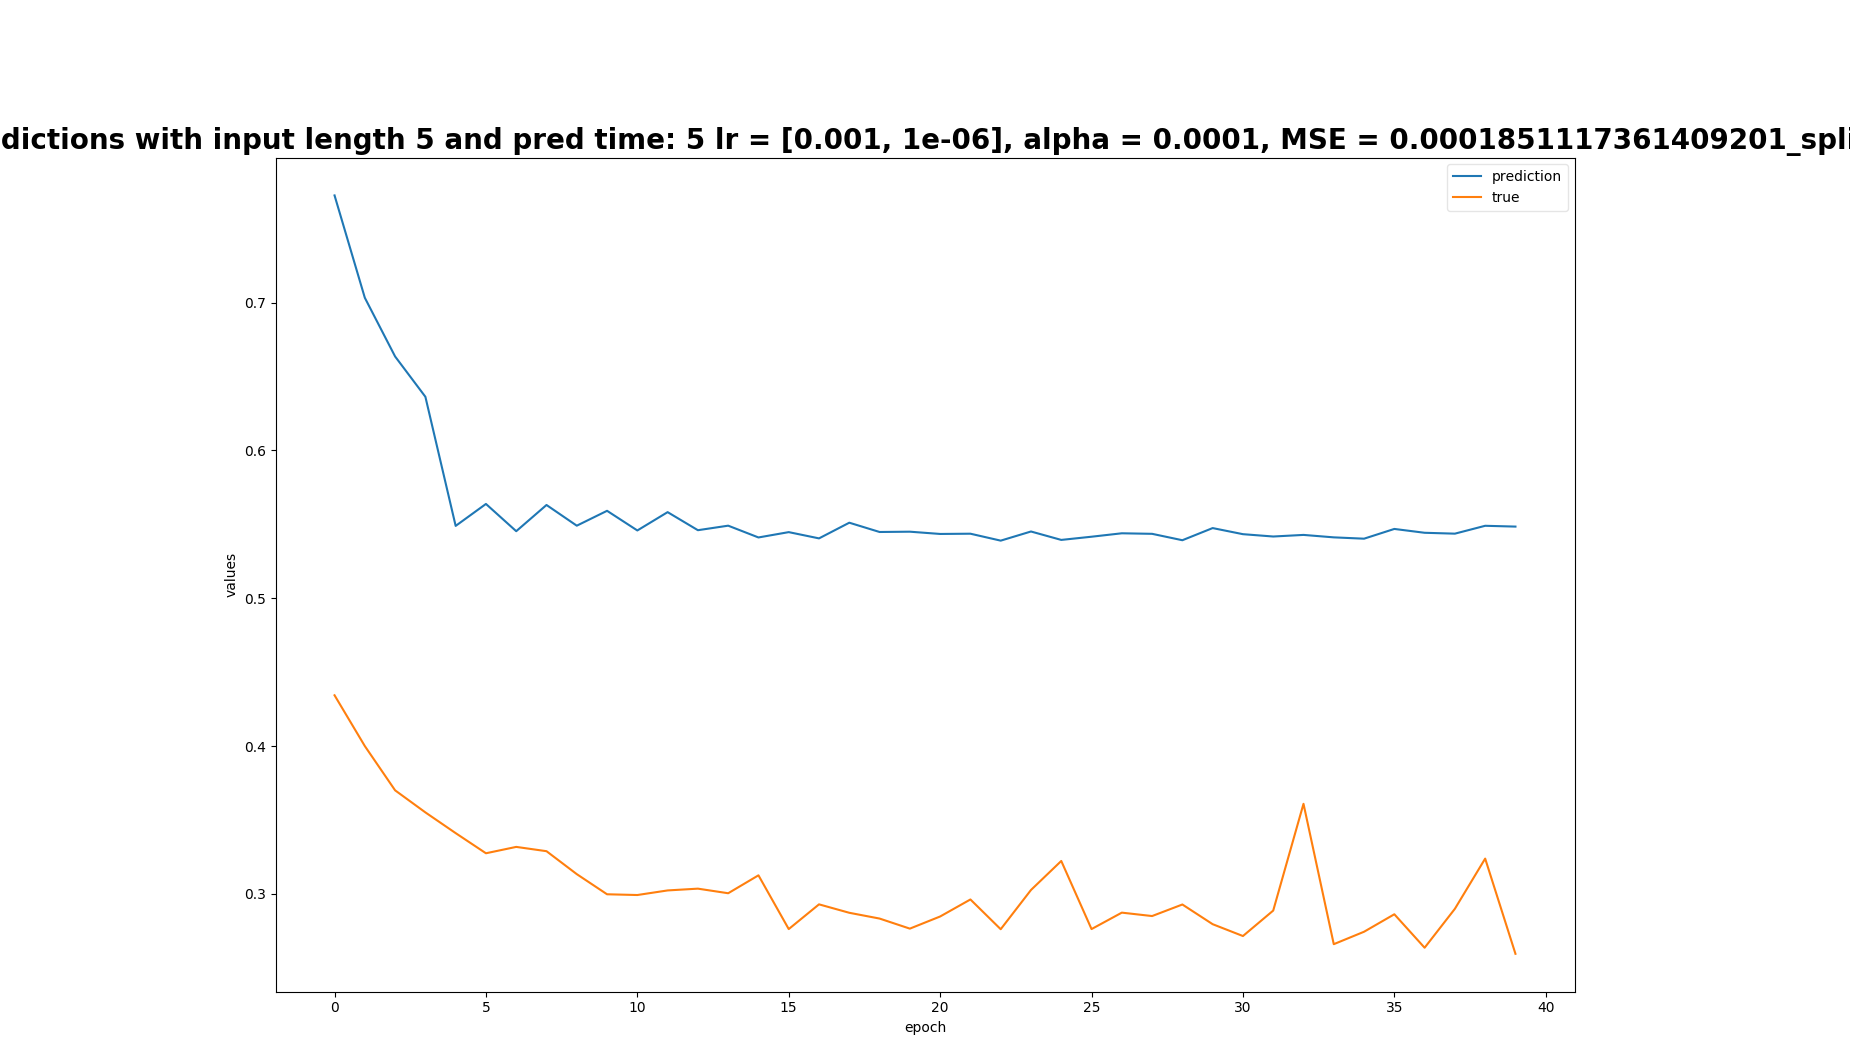 dictions with input length 5 and pred time: 5 lr = [0.001, 1e-06], alpha = 0.0001, MSE = 0.0001851117361409201_spli
prediction
true
0.7
0.6
0.5
0.4
0.3
values
0 5 10 15 20 25 30 35 40
epoch